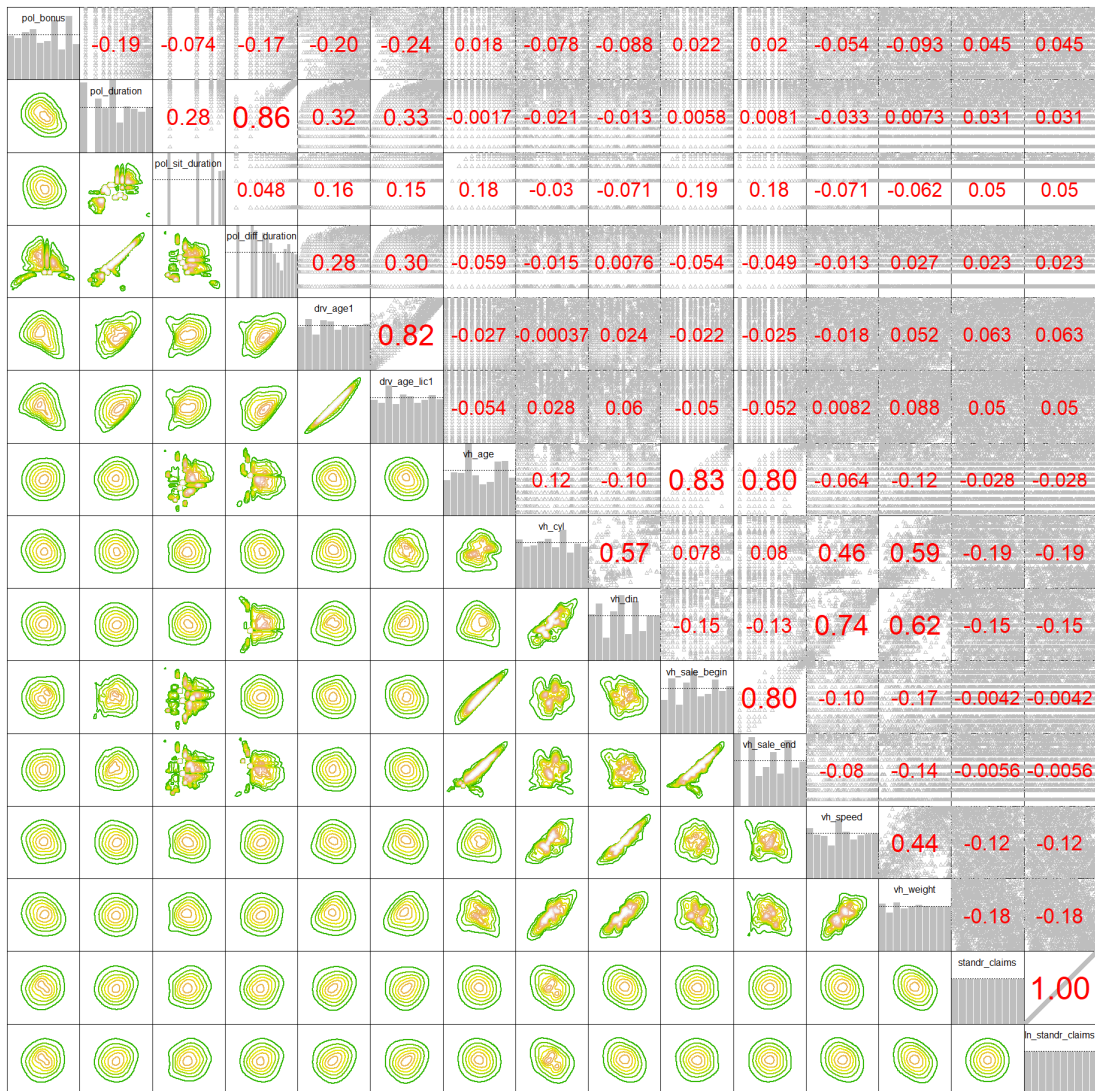 pol_bonus
-0.19 -0.074 -0.17 -0.20 -0.24 0.018 -0.078 -0.088 0.022 0.02 -0.054 -0.093 0.045 0.045
pol_duration
0.28 0.86 0.32 0.33 -0.0017 -0.021 -0.013 0.0058 0.0081 -0.033 0.0073 0.031 0.031
pol_sit_duration
0.048 0.16 0.15 0.18 -0.03 -0.071 0.19 0.18 -0.071 -0.062 0.05 0.05
pol_diff_duration
0.28 0.30 -0.059 -0.015 0.0076 -0.054 -0.049 -0.013 0.027 0.023 0.023
drv_age1
0.82 -0.027 -0.00037 0.024 -0.022 -0.025 -0.018 0.052 0.063 0.063
drv_age_lic1
-0.054 0.028 0.06 -0.05 -0.052 0.0082 0.088 0.05 0.05
vh_age
0.12 -0.10 0.83 0.80 -0.064 -0.12 -0.028 -0.028
vh_cyl
0.57 0.078 0.08 0.46 0.59 -0.19 -0.19
vh_din
-0.15 -0.13 0.74 0.62 -0.15 -0.15
vh_sale_begin
0.80 -0.10 -0.17 -0.0042 -0.0042
vh_sale_end
-0.08 -0.14 -0.0056 -0.0056
vh_speed
0.44 -0.12 -0.12
vh_weight
-0.18 -0.18
standr_claims
1.00
ln_standr_claims